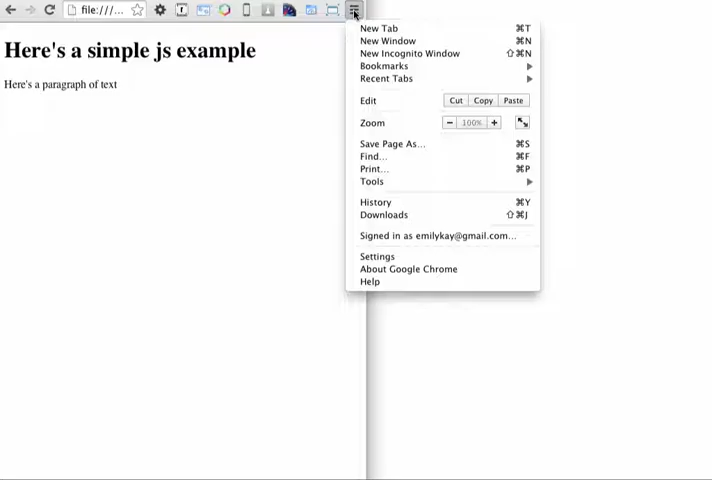 file:///...
Here's a simple js example
Here's a paragraph of text
New Tab ⌘T
New Window ⌘N
New Incognito Window ⇧⌘N
Bookmarks ▶
Recent Tabs ▶
Edit Cut Copy Paste
Zoom − 100% +
Save Page As... ⌘S
Find... ⌘F
Print... ⌘P
Tools ▶
History ⌘Y
Downloads ⇧⌘J
Signed in as emilykay@gmail.com...
Settings
About Google Chrome
Help